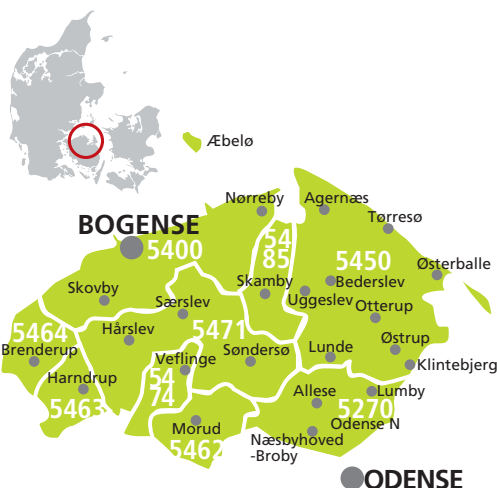 Æbelø
Nørreby
Agernæs
Tørresø
BOGENSE
5400
54
85
5450
Østerballe
Skovby
Skamby
Bederslev
Uggeslev
Særslev
Otterup
5464
Hårslev
5471
Brenderup
Veflinge
Søndersø
Lunde
Østrup
Klintebjerg
Harndrup
54
74
5463
Allese
Lumby
5270
Odense N
Morud
5462
Næsbyhoved
-Broby
ODENSE